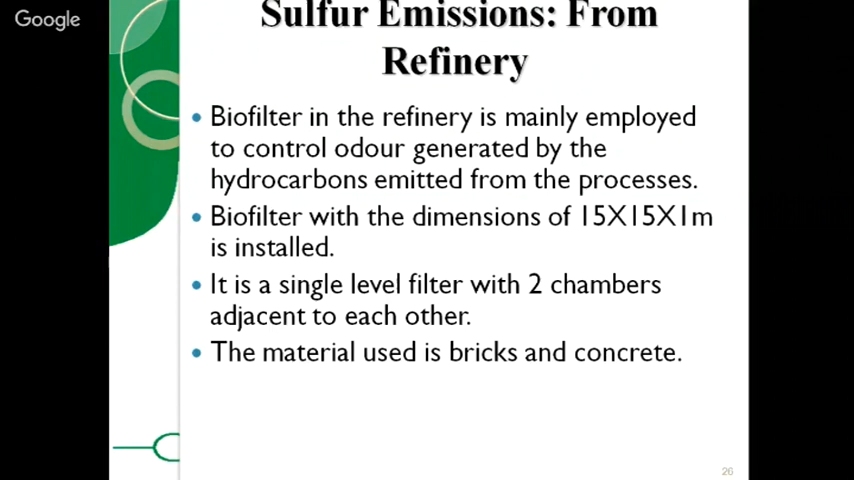 Google
Sulfur Emissions: From
Refinery
• Biofilter in the refinery is mainly employed
to control odour generated by the
hydrocarbons emitted from the processes.
• Biofilter with the dimensions of 15X15X1m
is installed.
• It is a single level filter with 2 chambers
adjacent to each other.
• The material used is bricks and concrete.
26